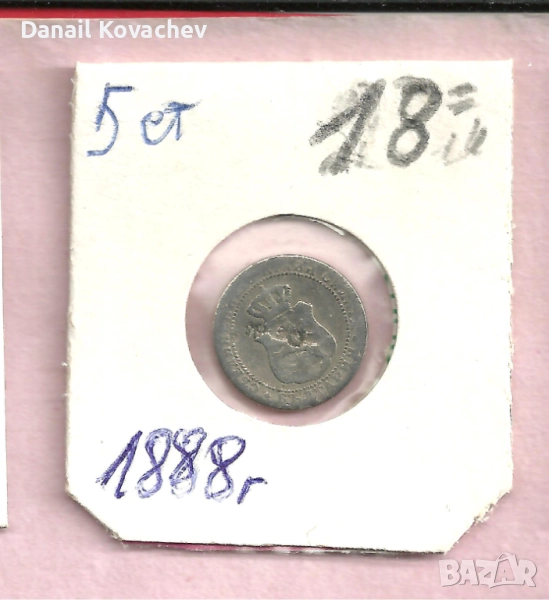 Danail Kovachev
5 ст 18=
1888г
BAZAR